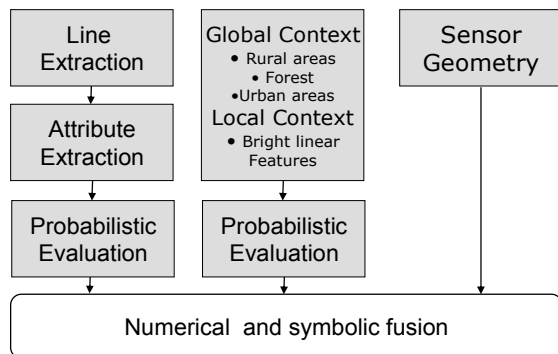 Line
Extraction
Attribute
Extraction
Probabilistic
Evaluation
Global Context
• Rural areas
• Forest
•Urban areas
Local Context
• Bright linear
Features
Probabilistic
Evaluation
Sensor
Geometry
Numerical and symbolic fusion